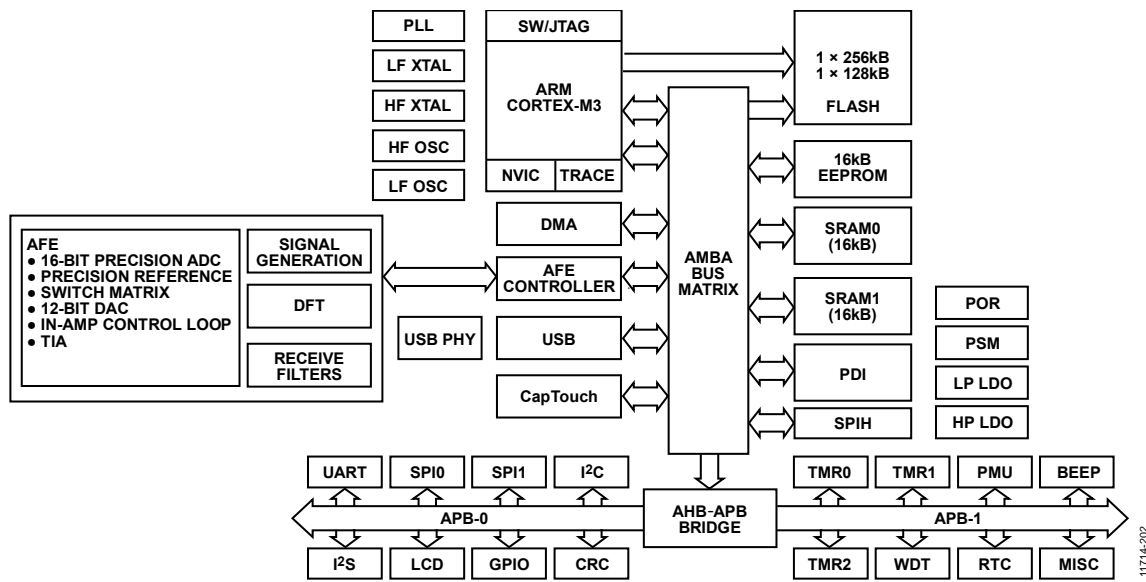 PLL
LF XTAL
HF XTAL
HF OSC
LF OSC
SW/JTAG
ARM
CORTEX-M3
NVIC
TRACE
1 × 256kB
1 × 128kB
FLASH
16kB
EEPROM
SRAM0
(16kB)
SRAM1
(16kB)
PDI
SPIH
AMBA
BUS
MATRIX
DMA
AFE
CONTROLLER
USB
CapTouch
USB PHY
AFE
● 16-BIT PRECISION ADC
● PRECISION REFERENCE
● SWITCH MATRIX
● 12-BIT DAC
● IN-AMP CONTROL LOOP
● TIA
SIGNAL
GENERATION
DFT
RECEIVE
FILTERS
POR
PSM
LP LDO
HP LDO
UART
SPI0
SPI1
I²C
APB-0
I²S
LCD
GPIO
CRC
AHB-APB
BRIDGE
TMR0
TMR1
PMU
BEEP
APB-1
TMR2
WDT
RTC
MISC
11714-202